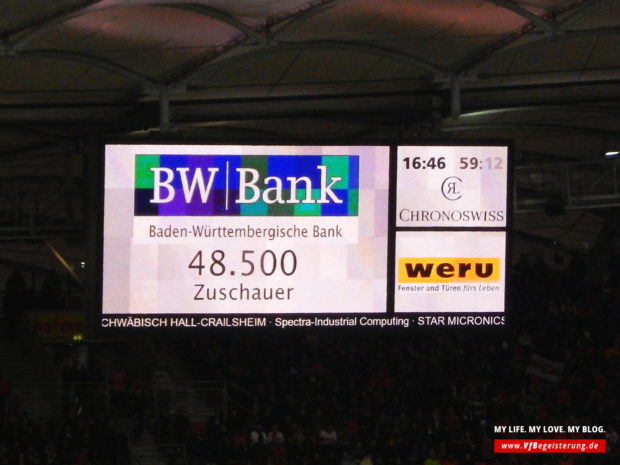 BW Bank
Baden-Württembergische Bank
48.500
Zuschauer
16:46 59:12
CHRONOSWISS
weru
Fenster und Türen fürs Leben
CHWÄBISCH HALL-CRAILSHEIM · Spectra-Industrial Computing · STAR MICRONICS
MY LIFE. MY LOVE. MY BLOG.
www.VfBegeisterung.de